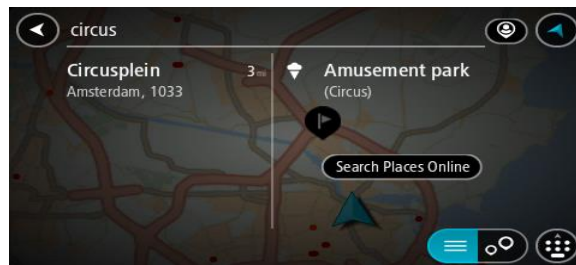 circus
Circusplein 3 mi
Amsterdam, 1033
Amusement park
(Circus)
Search Places Online